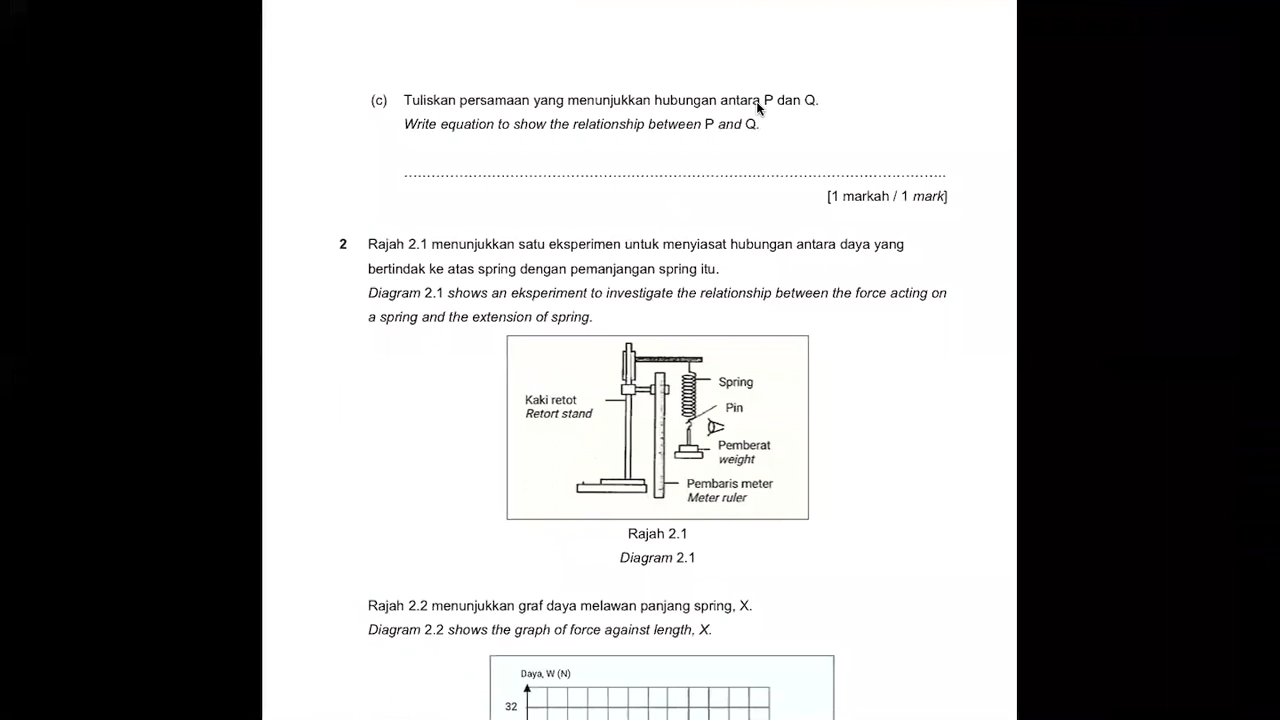 (c) Tuliskan persamaan yang menunjukkan hubungan antara P dan Q.
Write equation to show the relationship between P and Q.
[1 markah / 1 mark]
2 Rajah 2.1 menunjukkan satu eksperimen untuk menyiasat hubungan antara daya yang
bertindak ke atas spring dengan pemanjangan spring itu.
Diagram 2.1 shows an eksperiment to investigate the relationship between the force acting on
a spring and the extension of spring.
Kaki retot
Retort stand
Spring
Pin
Pemberat
weight
Pembaris meter
Meter ruler
Rajah 2.1
Diagram 2.1
Rajah 2.2 menunjukkan graf daya melawan panjang spring, X.
Diagram 2.2 shows the graph of force against length, X.
Daya, W (N)
32